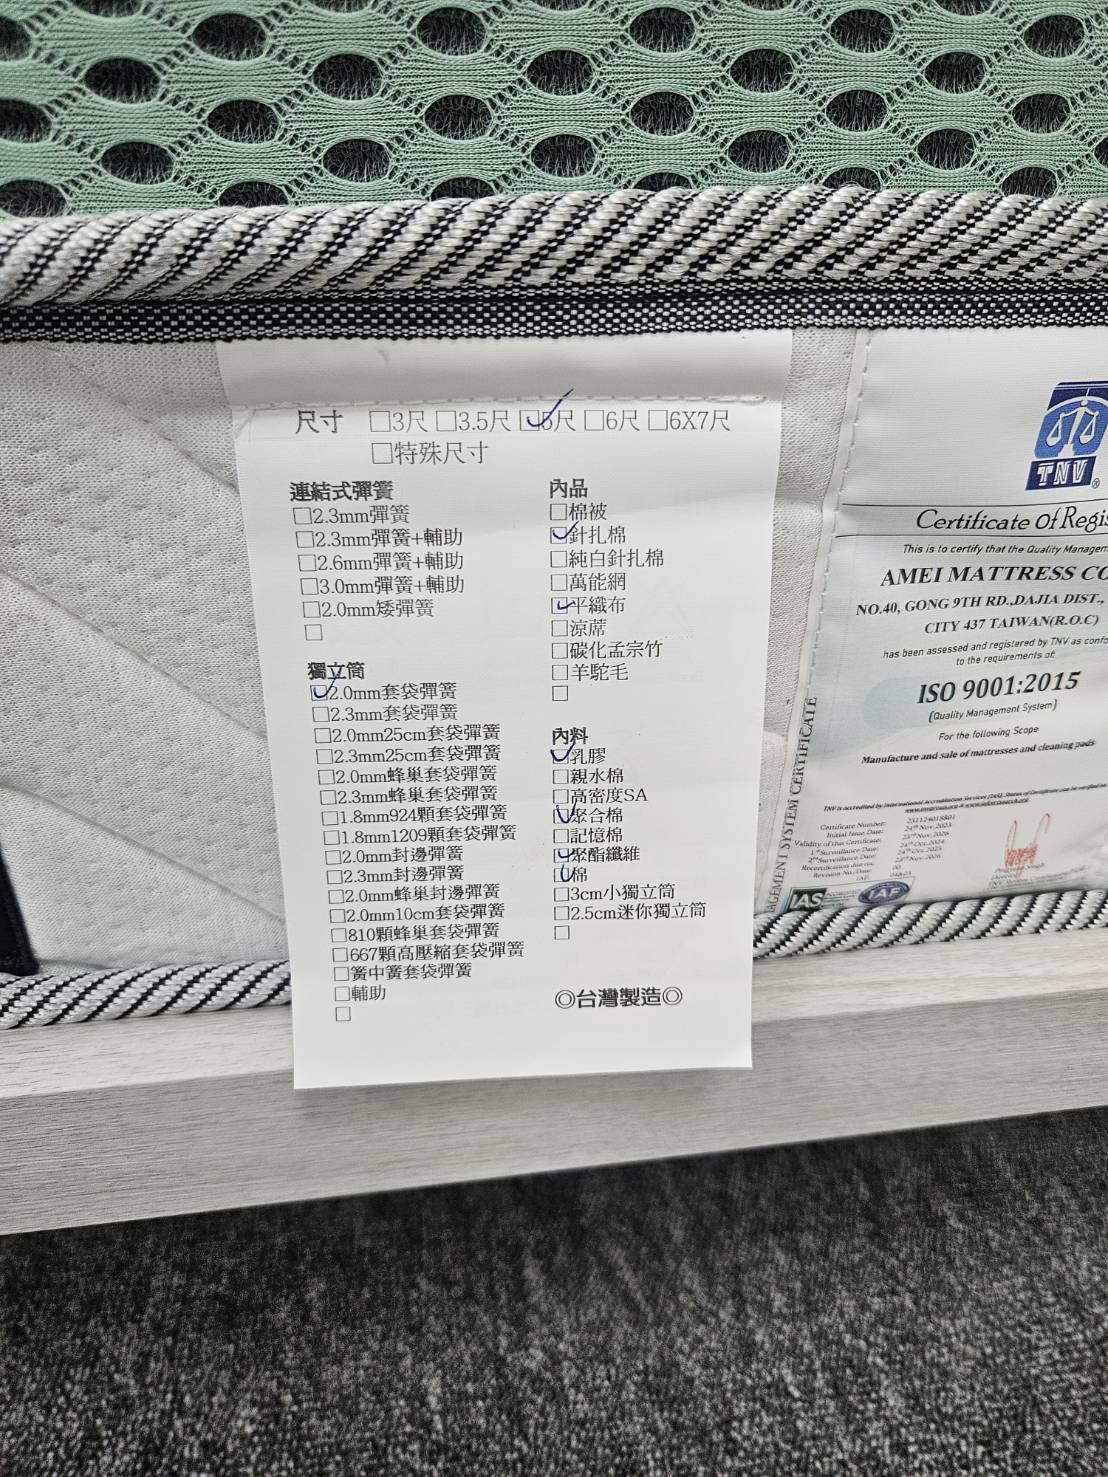 尺寸 □3尺 □3.5尺 ☑5尺 □6尺 □6X7尺
□特殊尺寸
連結式彈簧
□2.3mm彈簧
□2.3mm彈簧+輔助
□2.6mm彈簧+輔助
□3.0mm彈簧+輔助
□2.0mm矮彈簧
□
獨立筒
☑2.0mm套袋彈簧
□2.3mm套袋彈簧
□2.0mm25cm套袋彈簧
□2.3mm25cm套袋彈簧
□2.0mm蜂巢套袋彈簧
□2.3mm蜂巢套袋彈簧
□1.8mm924顆套袋彈簧
□1.8mm1209顆套袋彈簧
□2.0mm封邊彈簧
□2.3mm封邊彈簧
□2.0mm蜂巢封邊彈簧
□2.0mm10cm套袋彈簧
□810顆蜂巢套袋彈簧
□667顆高壓縮套袋彈簧
□簧中簧套袋彈簧
□輔助
□
內品
□棉被
☑針扎棉
□純白針扎棉
□萬能網
☑平織布
□涼蓆
□碳化孟宗竹
□羊駝毛
□
內料
☑乳膠
□親水棉
□高密度SA
☑聚合棉
□記憶棉
☑聚酯纖維
☑棉
□3cm小獨立筒
□2.5cm迷你獨立筒
□
◎台灣製造◎
TNV
®
Certificate Of Regis
This is to certify that the Quality Managem
AMEI MATTRESS CO
NO.40, GONG 9TH RD.,DAJIA DIST.,
CITY 437 TAIWAN(R.O.C)
has been assessed and registered by TNV as confo
to the requirements of:
ISO 9001:2015
(Quality Management System)
For the following Scope
Manufacture and sale of mattresses and cleaning pads
AGEMENT SYSTEM CERTIFICATE
Certificate Number:
Initial Issue Date:
Validity of this Certificate:
IAS
IAF